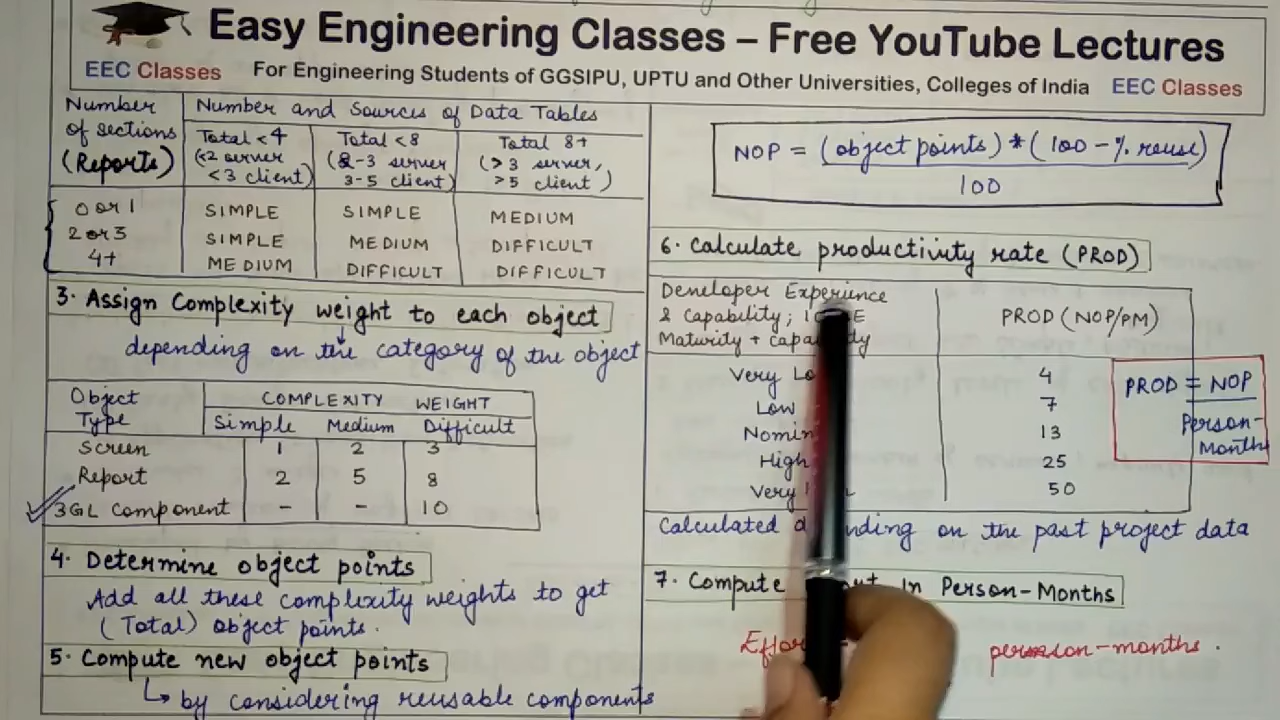 Easy Engineering Classes – Free YouTube Lectures
EEC Classes For Engineering Students of GGSIPU, UPTU and Other Universities, Colleges of India EEC Classes
Number of sections (Reports) Number and Sources of Data Tables
Total <4 (<2 server <3 client) Total <8 (2-3 server 3-5 client) Total 8+ (>3 server, >5 client)
0 or 1 SIMPLE SIMPLE MEDIUM
2 or 3 SIMPLE MEDIUM DIFFICULT
4+ MEDIUM DIFFICULT DIFFICULT
3. Assign Complexity weight to each object
depending on the category of the object
Object Type COMPLEXITY WEIGHT
Simple Medium Difficult
Screen 1 2 3
Report 2 5 8
3GL Component - - 10
4. Determine object points
Add all these complexity weights to get
(Total) object points.
5. Compute new object points
↳ by considering reusable components
NOP = (object points) * (100 - % reuse)
100
6. Calculate productivity rate (PROD)
Developer Experience
& Capability;
Maturity +
PROD (NOP/PM)
Very 4
Low 7
13
High 25
Very 50
PROD = NOP
Person-
Month
Calculated on the past project data
7. Compute in Person-Months
person-months.